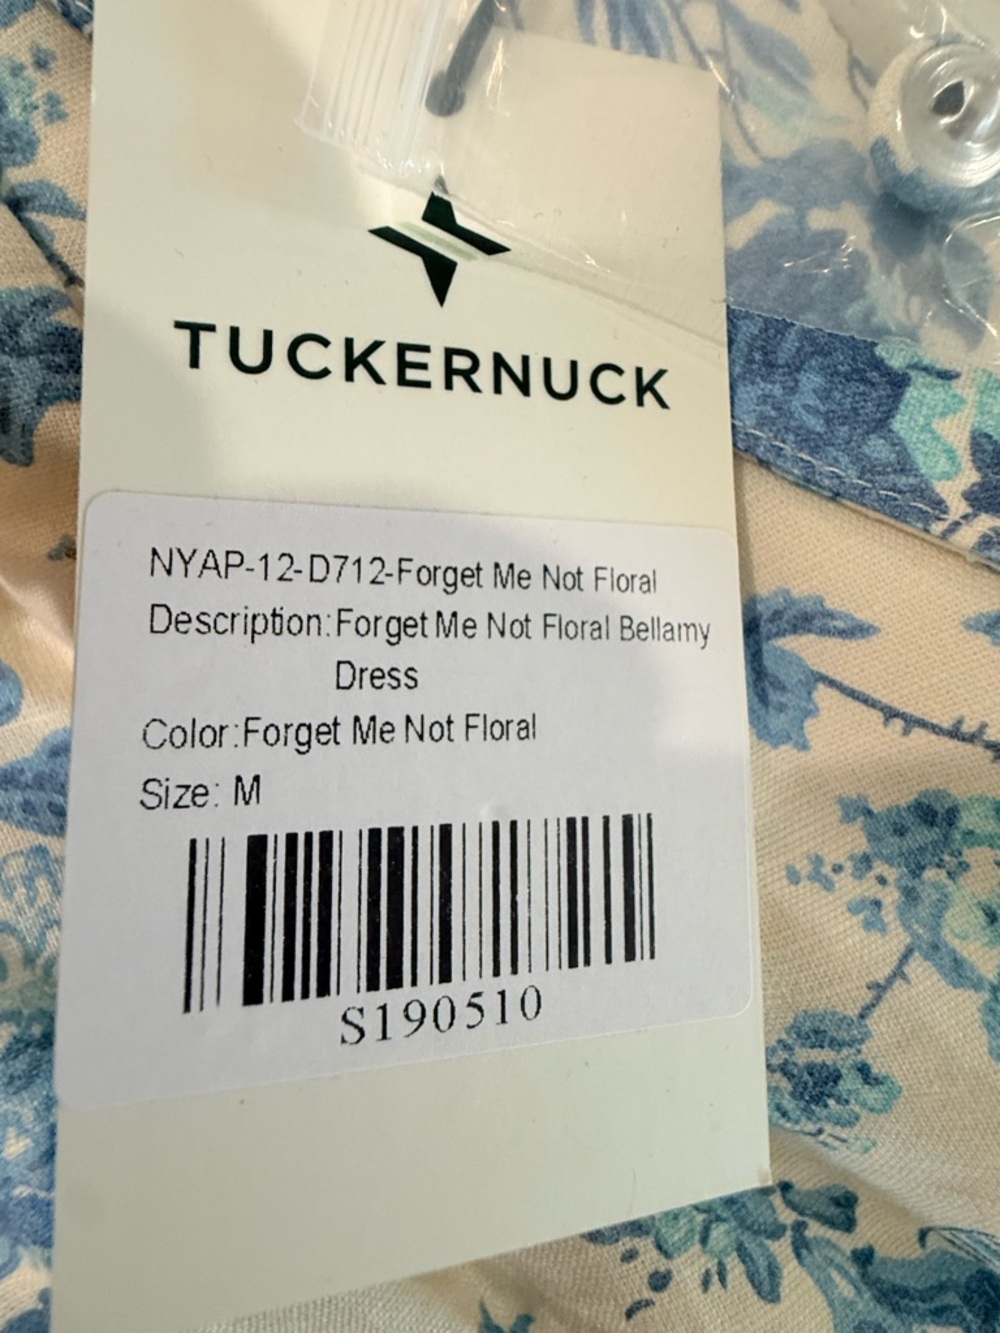 TUCKERNUCK
NYAP-12-D712-Forget Me Not Floral
Description:Forget Me Not Floral Bellamy
Dress
Color:Forget Me Not Floral
Size: M
S190510